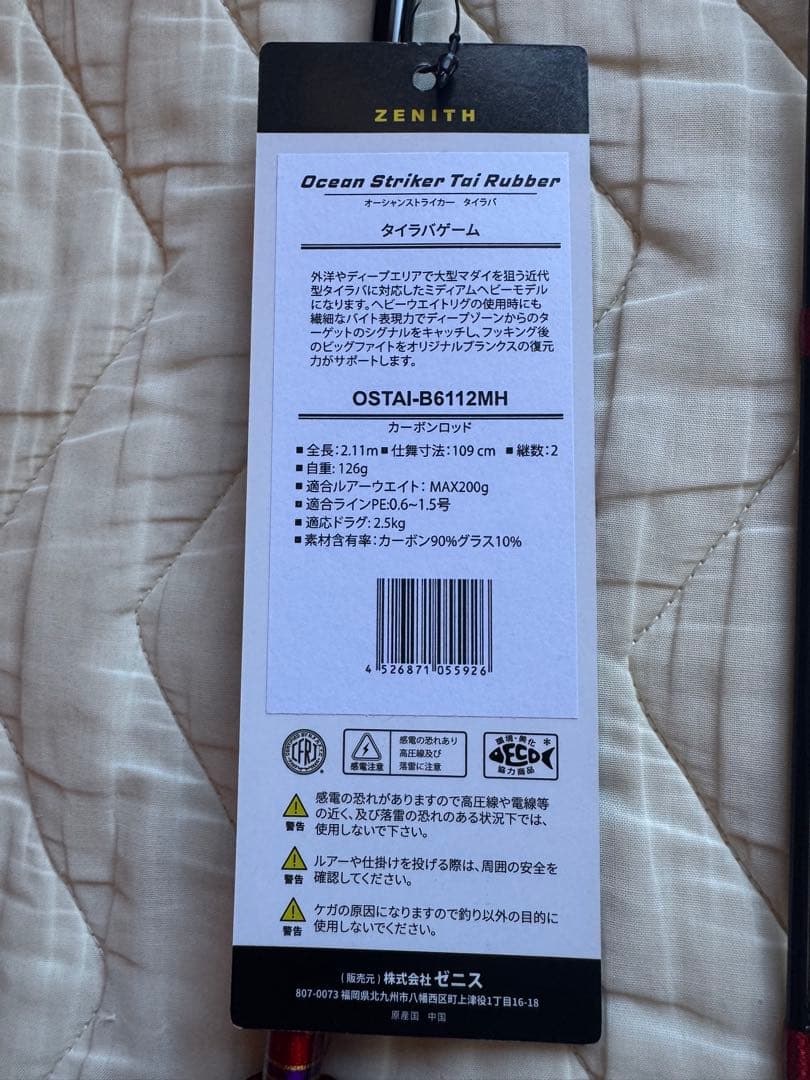 ZENITH
Ocean Striker Tai Rubber
オーシャンストライカー タイラバ
タイラバゲーム
外洋やディープエリアで大型マダイを狙う近代
型タイラバに対応したミディアムヘビーモデル
になります。ヘビーウエイトリグの使用時にも
繊細なバイト表現力でディープゾーンからのタ
ーゲットのシグナルをキャッチし、フッキング後
のビッグファイトをオリジナルブランクスの復元
力がサポートします。
OSTAI-B6112MH
カーボンロッド
■全長:2.11m ■仕舞寸法:109 cm ■継数:2
■自重: 126g
■適合ルアーウエイト: MAX200g
■適合ラインPE:0.6~1.5号
■適応ドラグ: 2.5kg
■素材含有率:カーボン90%グラス10%
4 526871 055926
CFRJ
感電注意
感電の恐れあり
高圧線及び
落雷に注意
環境・美化
ECO
協力商品
警告
感電の恐れがありますので高圧線や電線等
の近く、及び落雷の恐れのある状況下では、
使用しないで下さい。
警告
ルアーや仕掛けを投げる際は、周囲の安全を
確認してください。
警告
ケガの原因になりますので釣り以外の目的に
使用しないでください。
(販売元) 株式会社 ゼニス
807-0073 福岡県北九州市八幡西区町上津役1丁目16-18
原産国 中国